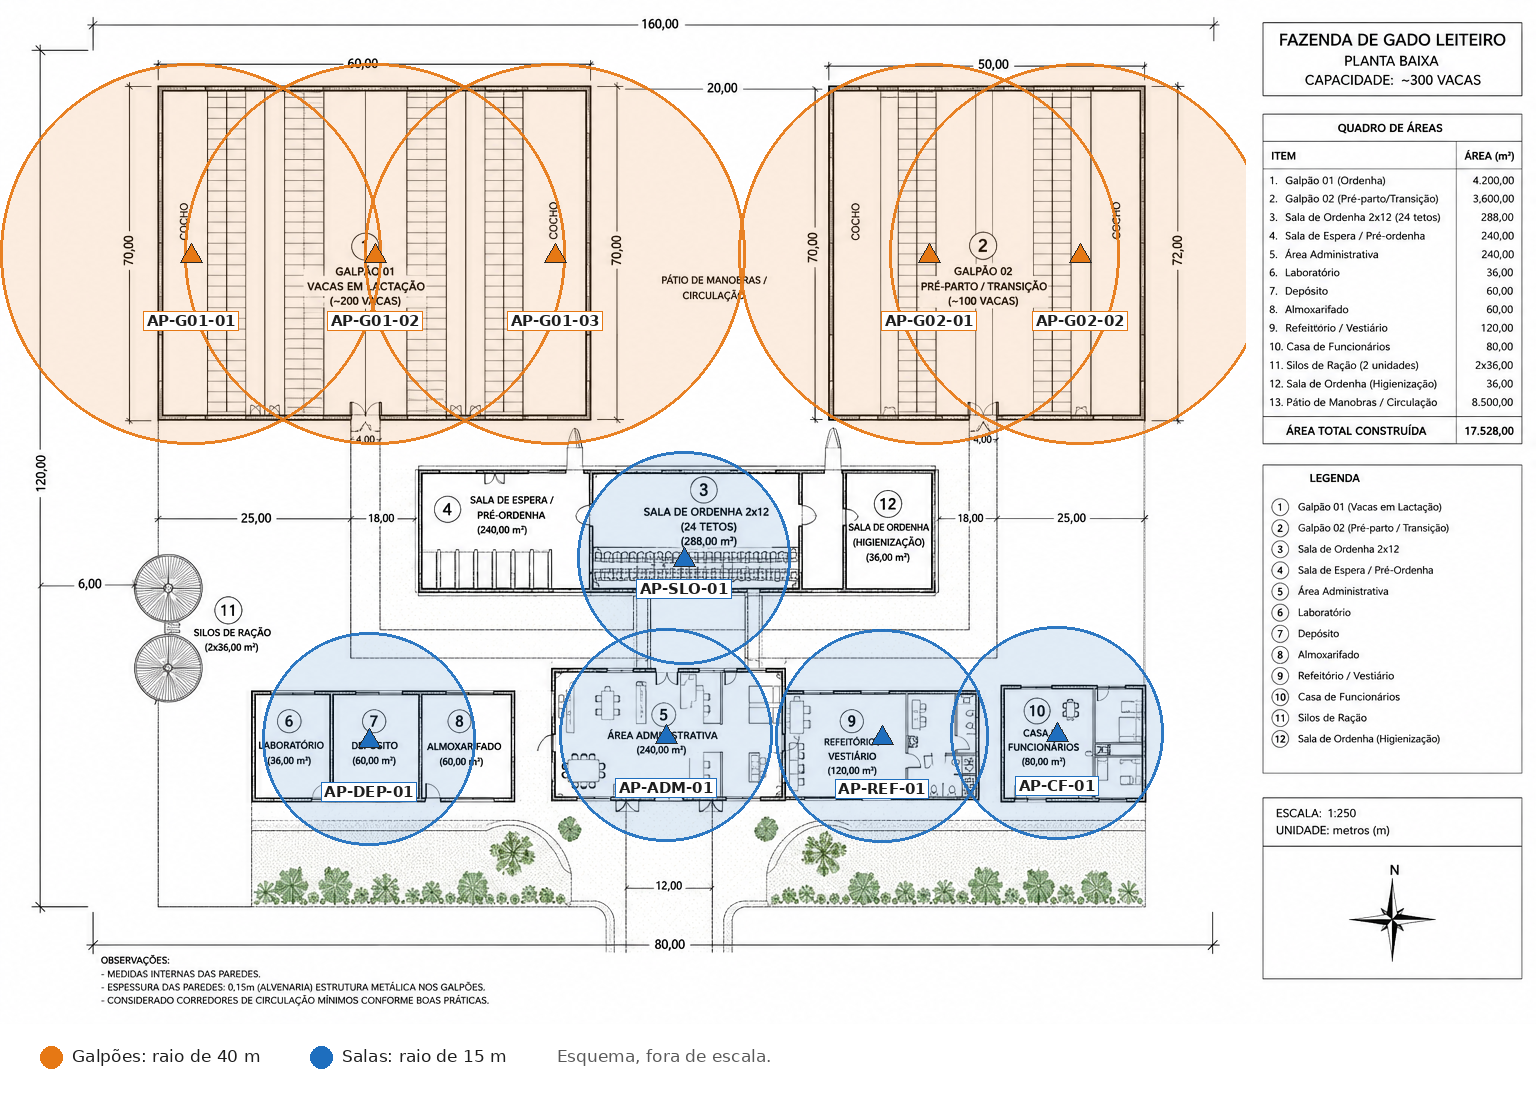 160,00
60,00
20,00
50,00
70,00
COCHO
COCHO
1
GALPÃO 01
VACAS EM LACTAÇÃO
(~200 VACAS)
AP-G01-01
AP-G01-02
AP-G01-03
70,00
PÁTIO DE MANOBRAS /
CIRCULAÇÃO
70,00
COCHO
COCHO
2
GALPÃO 02
PRÉ-PARTO / TRANSIÇÃO
(~100 VACAS)
AP-G02-01
AP-G02-02
72,00
4,00
4,00
120,00
25,00
18,00
4
SALA DE ESPERA /
PRÉ-ORDENHA
(240,00 m²)
3
SALA DE ORDENHA 2x12
(24 TETOS)
(288,00 m²)
AP-SLO-01
12
SALA DE ORDENHA
(HIGIENIZAÇÃO)
(36,00 m²)
18,00
25,00
6,00
11
SILOS DE RAÇÃO
(2x36,00 m²)
6
LABORATÓRIO
(36,00 m²)
7
DEPÓSITO
(60,00 m²)
8
ALMOXARIFADO
(60,00 m²)
AP-DEP-01
5
ÁREA ADMINISTRATIVA
(240,00 m²)
AP-ADM-01
9
REFEITÓRIO
VESTIÁRIO
(120,00 m²)
AP-REF-01
10
CASA
FUNCIONÁRIOS
(80,00 m²)
AP-CF-01
12,00
80,00
OBSERVAÇÕES:
- MEDIDAS INTERNAS DAS PAREDES.
- ESPESSURA DAS PAREDES: 0,15m (ALVENARIA) ESTRUTURA METÁLICA NOS GALPÕES.
- CONSIDERADO CORREDORES DE CIRCULAÇÃO MÍNIMOS CONFORME BOAS PRÁTICAS.
Galpões: raio de 40 m
Salas: raio de 15 m
Esquema, fora de escala.
FAZENDA DE GADO LEITEIRO
PLANTA BAIXA
CAPACIDADE: ~300 VACAS
QUADRO DE ÁREAS
ITEM ÁREA (m²)
1. Galpão 01 (Ordenha) 4.200,00
2. Galpão 02 (Pré-parto/Transição) 3,600,00
3. Sala de Ordenha 2x12 (24 tetos) 288,00
4. Sala de Espera / Pré-ordenha 240,00
5. Área Administrativa 240,00
6. Laboratório 36,00
7. Depósito 60,00
8. Almoxarifado 60,00
9. Refeittório / Vestiário 120,00
10. Casa de Funcionários 80,00
11. Silos de Ração (2 unidades) 2x36,00
12. Sala de Ordenha (Higienização) 36,00
13. Pátio de Manobras / Circulação 8.500,00
ÁREA TOTAL CONSTRUÍDA 17.528,00
LEGENDA
1 Galpão 01 (Vacas em Lactação)
2 Galpão 02 (Pré-parto / Transição)
3 Sala de Ordenha 2x12
4 Sala de Espera / Pré-Ordenha
5 Área Administrativa
6 Laboratório
7 Depósito
8 Almoxarifado
9 Refeitório / Vestiário
10 Casa de Funcionários
11 Silos de Ração
12 Sala de Ordenha (Higienização)
ESCALA: 1:250
UNIDADE: metros (m)
N